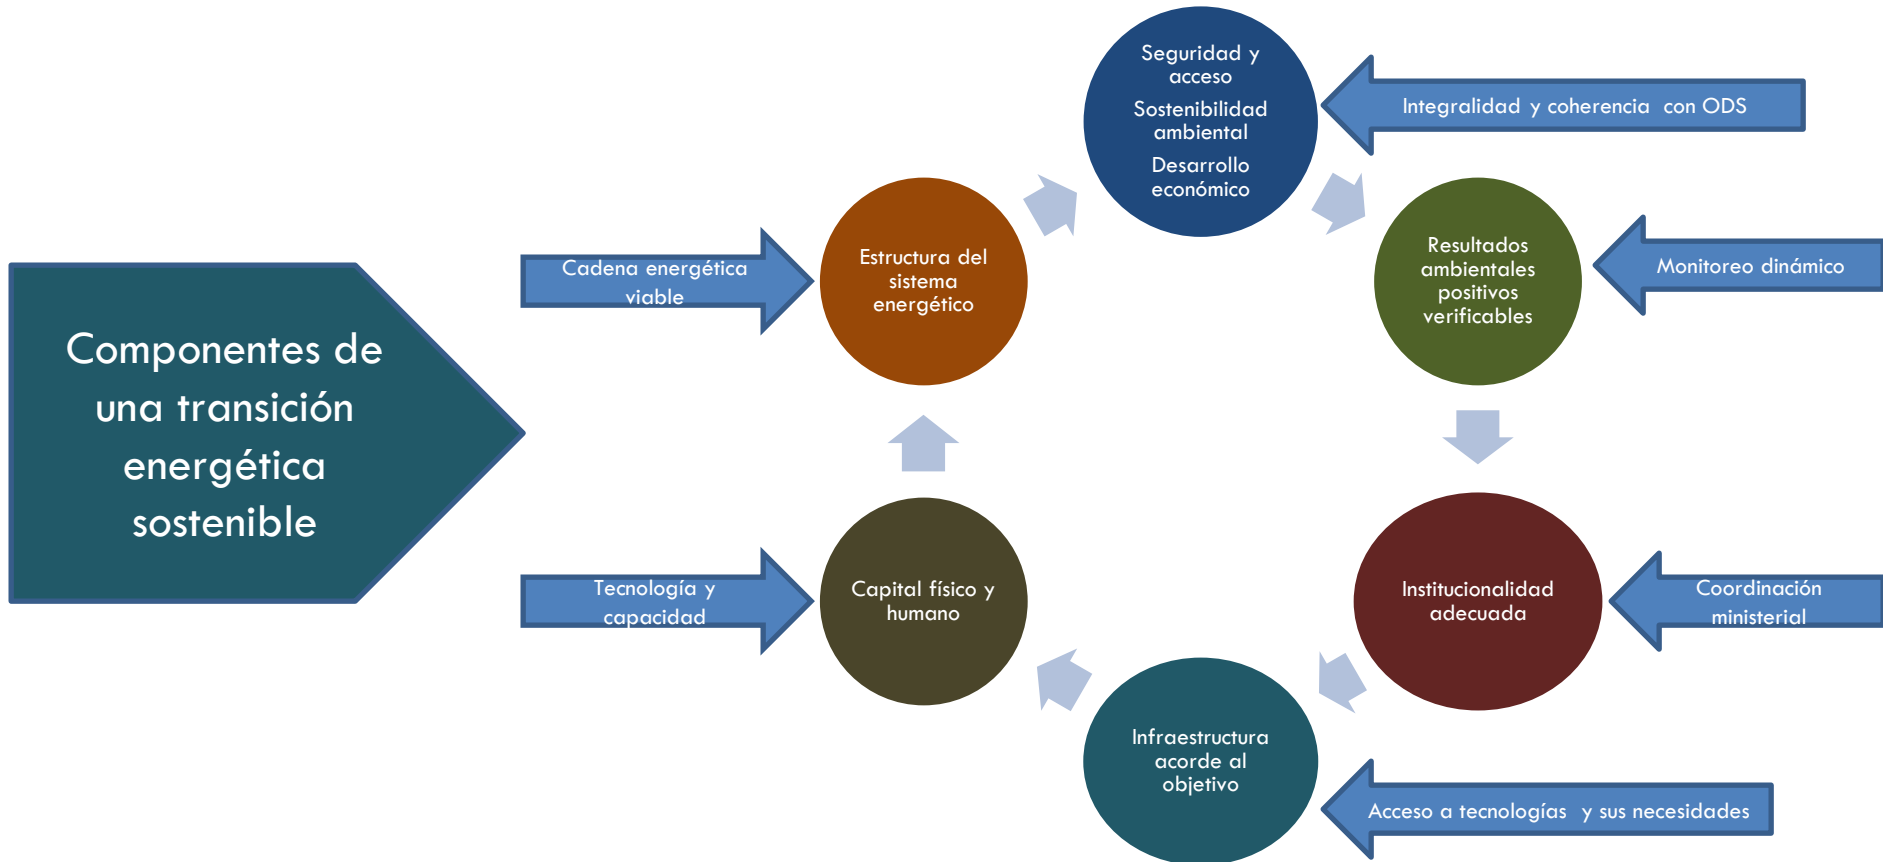 Componentes de
una transición
energética
sostenible
Seguridad y
acceso
Sostenibilidad
ambiental
Desarrollo
económico
Integralidad y coherencia con ODS
Resultados
ambientales
positivos
verificables
Monitoreo dinámico
Institucionalidad
adecuada
Coordinación
ministerial
Infraestructura
acorde al
objetivo
Acceso a tecnologías y sus necesidades
Capital físico y
humano
Tecnología y
capacidad
Estructura del
sistema
energético
Cadena energética
viable